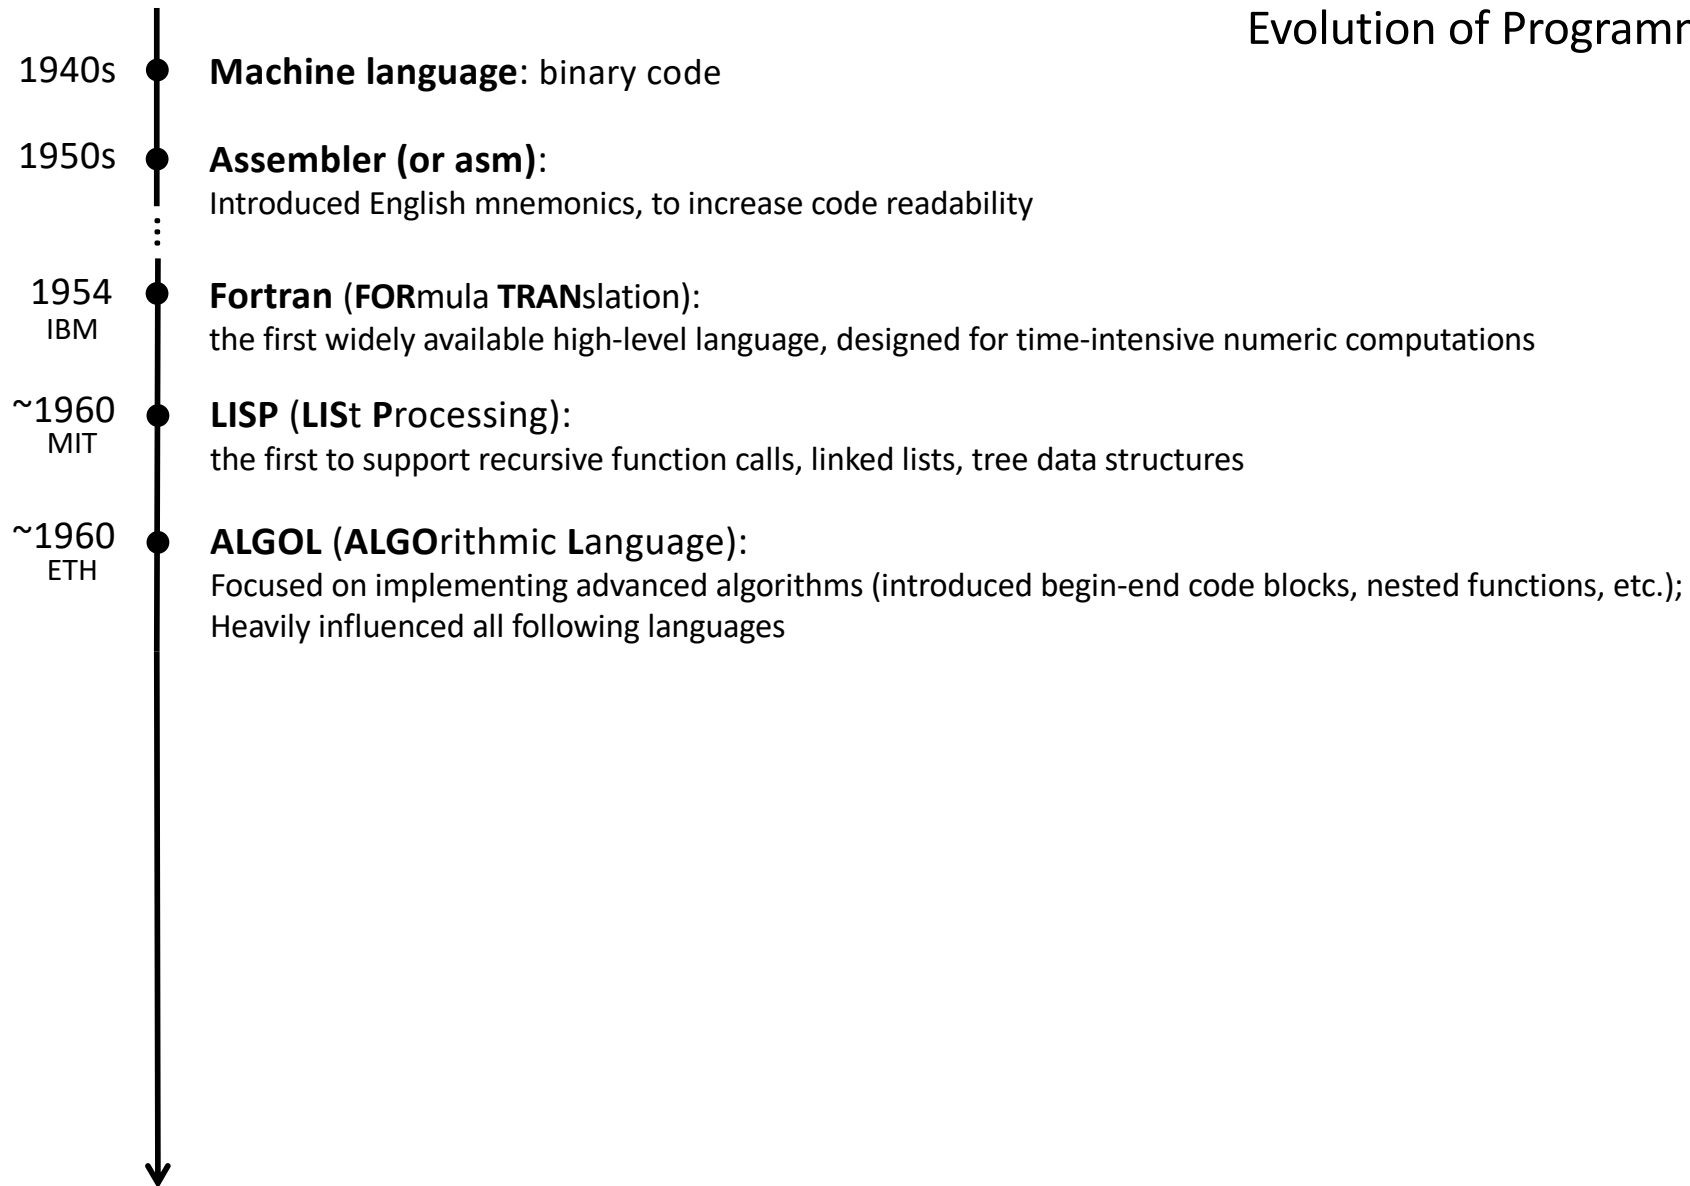 Evolution of Programm
1940s
Machine language: binary code
1950s
Assembler (or asm):
Introduced English mnemonics, to increase code readability
1954
IBM
Fortran (FORmula TRANslation):
the first widely available high-level language, designed for time-intensive numeric computations
~1960
MIT
LISP (LISt Processing):
the first to support recursive function calls, linked lists, tree data structures
~1960
ETH
ALGOL (ALGOrithmic Language):
Focused on implementing advanced algorithms (introduced begin-end code blocks, nested functions, etc.);
Heavily influenced all following languages